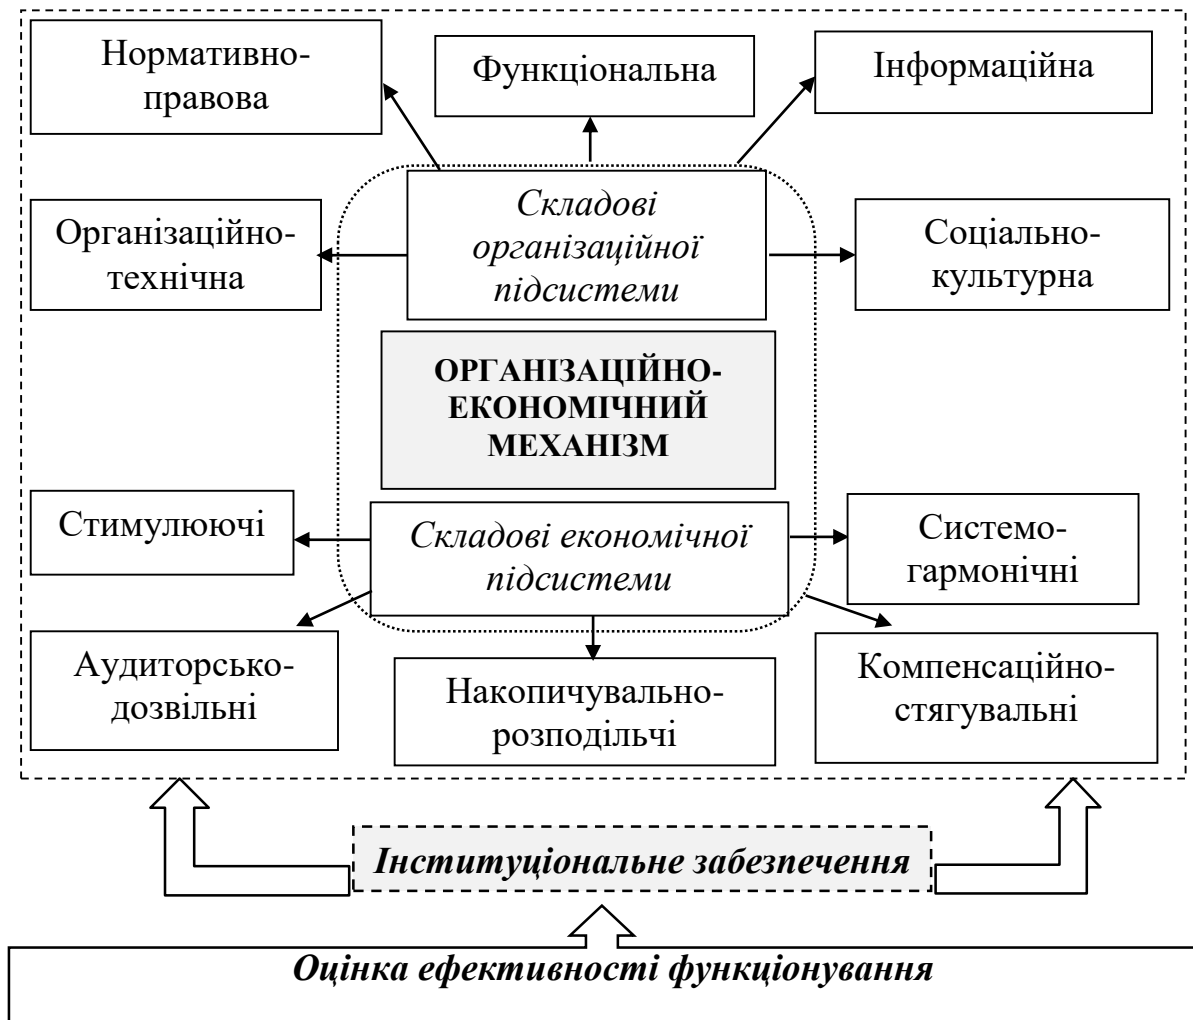 Нормативно-
правова
Функціональна
Інформаційна
Організаційно-
технічна
Складові
організаційної
підсистеми
Соціально-
культурна
ОРГАНІЗАЦІЙНО-
ЕКОНОМІЧНИЙ
МЕХАНІЗМ
Стимулюючі
Складові економічної
підсистеми
Системо-
гармонічні
Аудиторсько-
дозвільні
Накопичувально-
розподільчі
Компенсаційно-
стягувальні
Інституціональне забезпечення
Оцінка ефективності функціонування